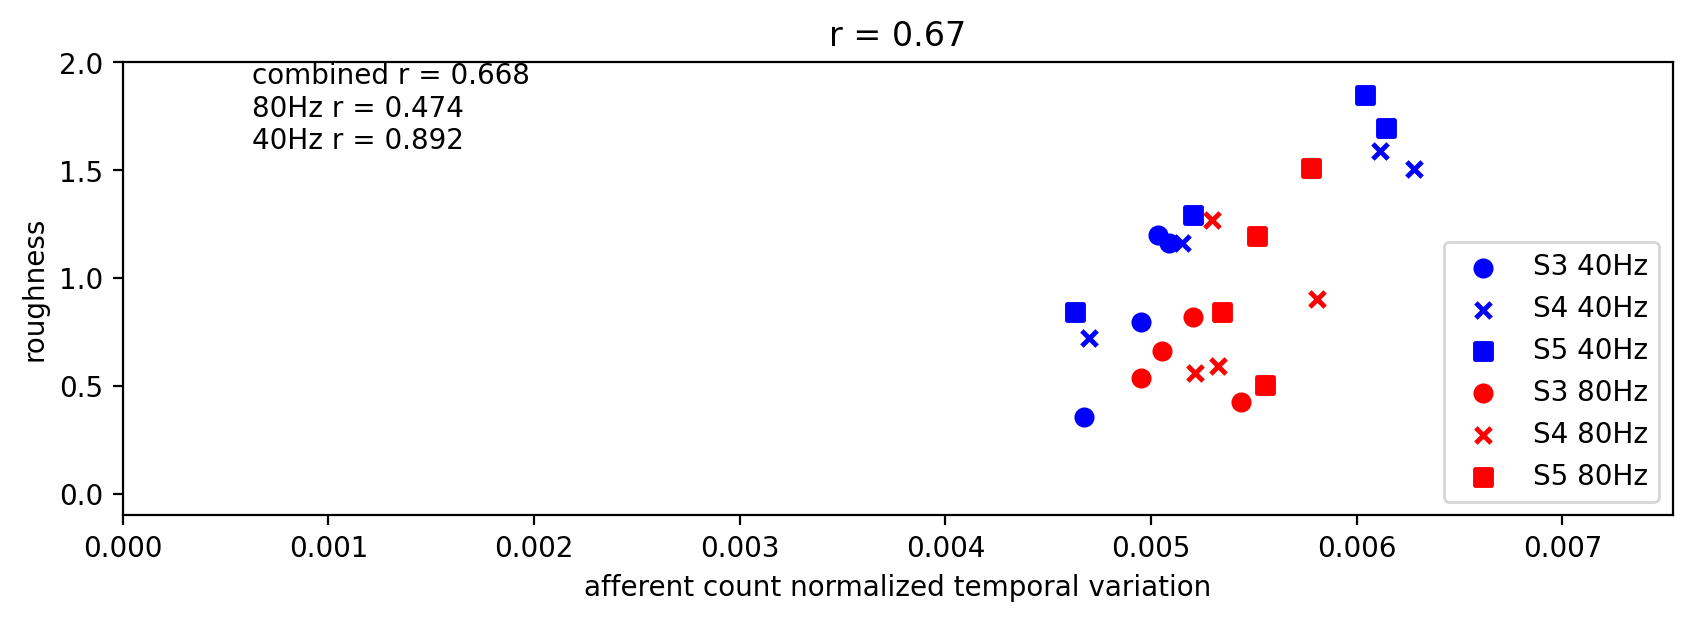 r = 0.67
combined r = 0.668
80Hz r = 0.474
40Hz r = 0.892
2.0
1.5
1.0
0.5
0.0
roughness
S3 40Hz
S4 40Hz
S5 40Hz
S3 80Hz
S4 80Hz
S5 80Hz
0.000 0.001 0.002 0.003 0.004 0.005 0.006 0.007
afferent count normalized temporal variation